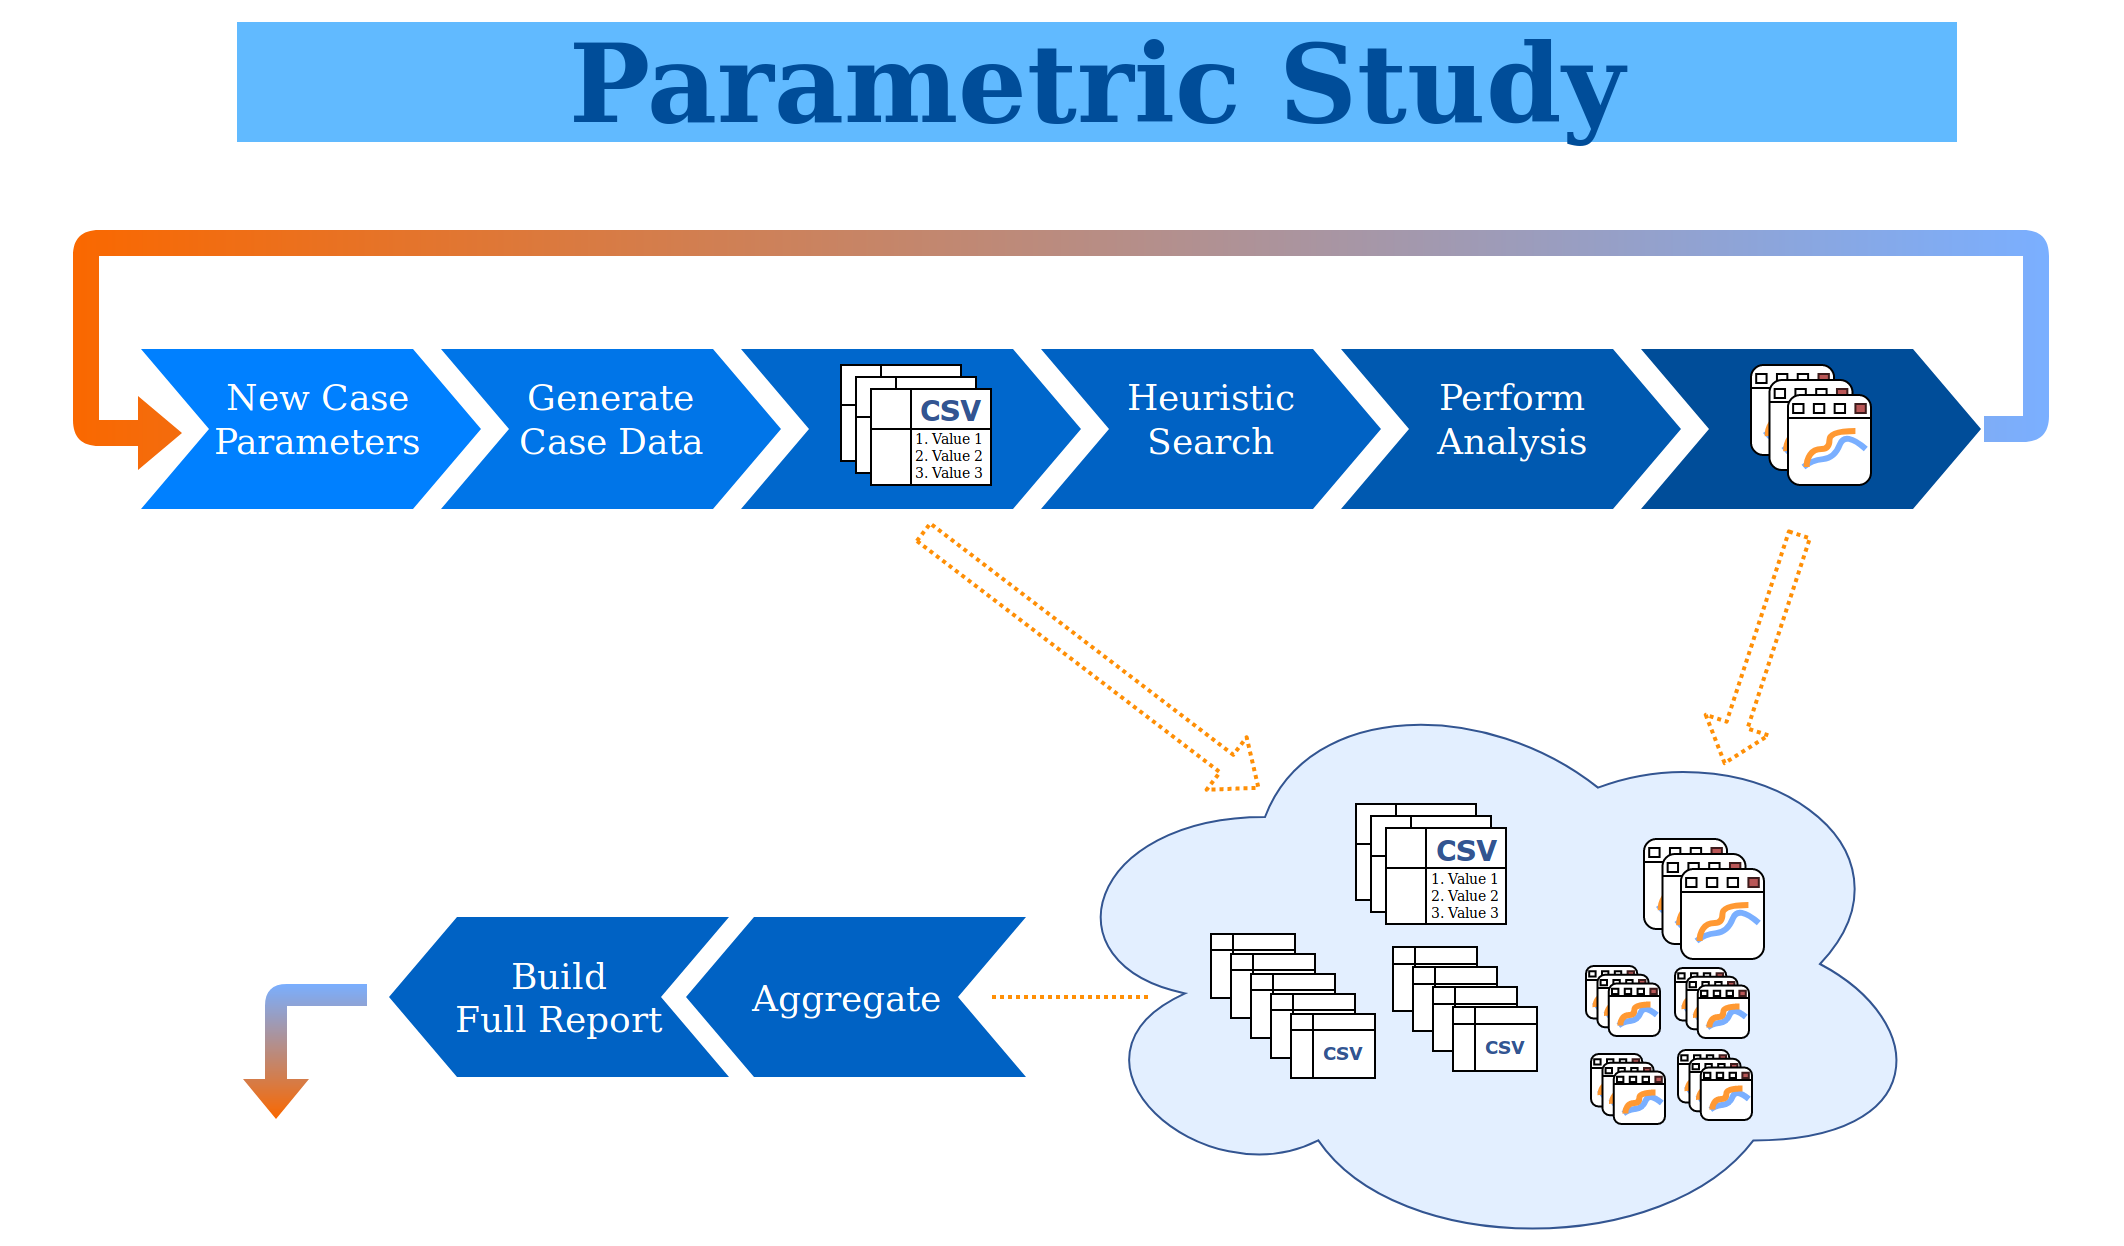 Parametric Study
New Case
Parameters
Generate
Case Data
CSV
1. Value 1
2. Value 2
3. Value 3
Heuristic
Search
Perform
Analysis
CSV
1. Value 1
2. Value 2
3. Value 3
CSV
CSV
Aggregate
Build
Full Report